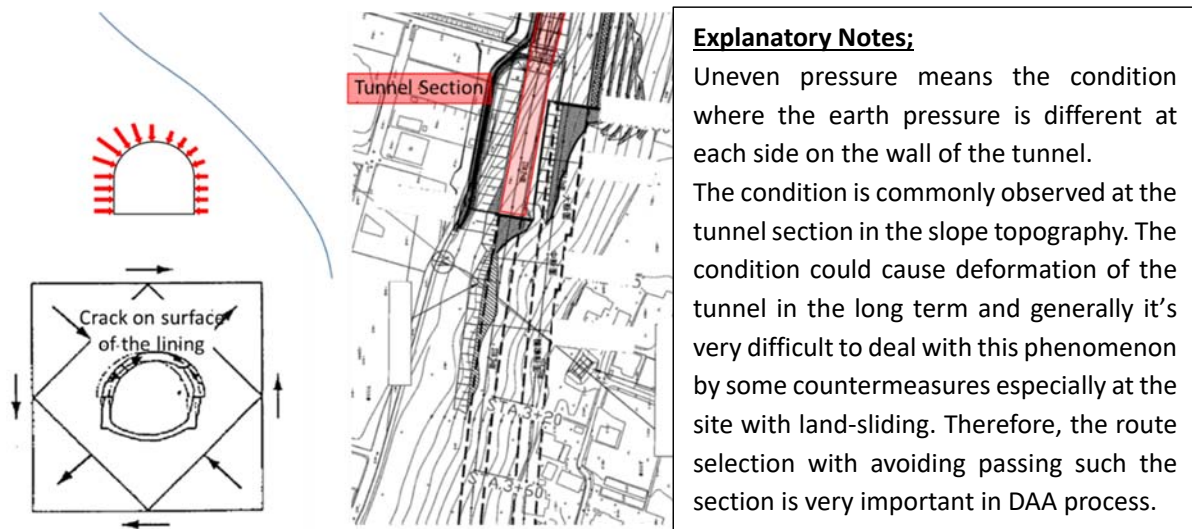 Crack on surface
of the lining
Tunnel Section
STA.3+20
STA.3+60
Explanatory Notes;
Uneven pressure means the condition
where the earth pressure is different at
each side on the wall of the tunnel.
The condition is commonly observed at the
tunnel section in the slope topography. The
condition could cause deformation of the
tunnel in the long term and generally it’s
very difficult to deal with this phenomenon
by some countermeasures especially at the
site with land-sliding. Therefore, the route
selection with avoiding passing such the
section is very important in DAA process.